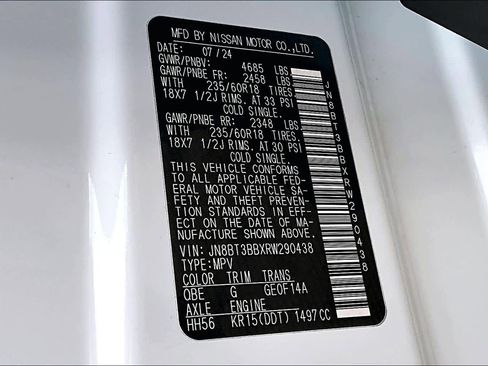 MFD BY NISSAN MOTOR CO.,LTD.
DATE: 07/24
GVWR/PNBV: 4685 LBS
GAWR/PNBE FR: 2458 LBS
WITH 235/60R18 TIRES.
18X7 1/2J RIMS. AT 33 PSI
COLD SINGLE.
GAWR/PNBE RR: 2348 LBS
WITH 235/60R18 TIRES.
18X7 1/2J RIMS. AT 30 PSI
COLD SINGLE.
THIS VEHICLE CONFORMS
TO ALL APPLICABLE FED-
ERAL MOTOR VEHICLE SA-
FETY AND THEFT PREVEN-
TION STANDARDS IN EFF-
ECT ON THE DATE OF MA-
NUFACTURE SHOWN ABOVE.
VIN: JN8BT3BBXRW290438
TYPE:MPV
COLOR TRIM TRANS
QBE G GE0F14A
AXLE ENGINE
HH56 KR15(DDT) 1497CC
JN8BT3BBXRW290438